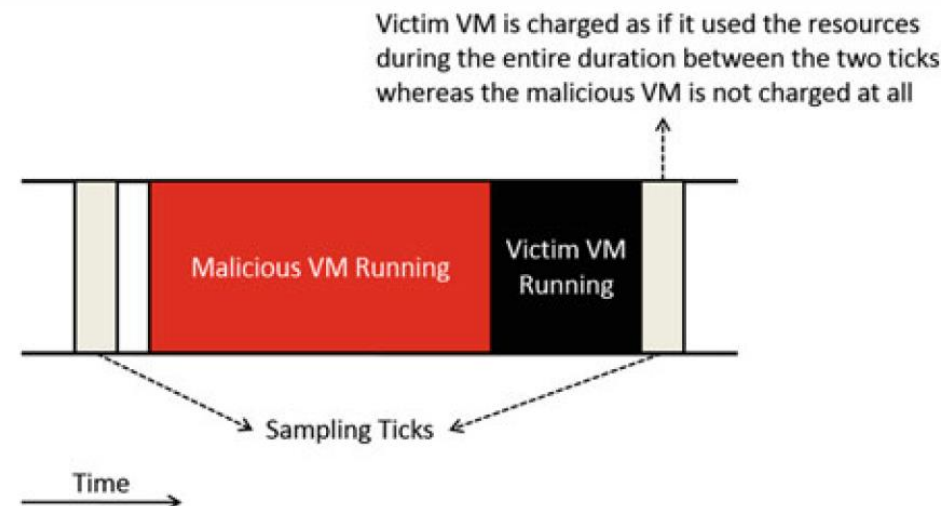 Victim VM is charged as if it used the resources
during the entire duration between the two ticks
whereas the malicious VM is not charged at all
Malicious VM Running
Victim VM
Running
Sampling Ticks
Time